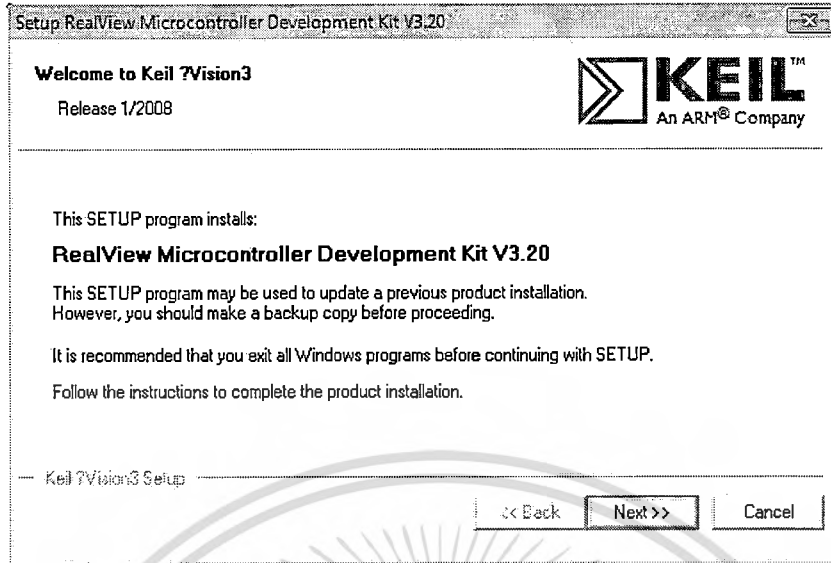 Setup RealView Microcontroller Development Kit V3.20
Welcome to Keil ?Vision3
Release 1/2008
KEIL™
An ARM® Company
This SETUP program installs:
RealView Microcontroller Development Kit V3.20
This SETUP program may be used to update a previous product installation.
However, you should make a backup copy before proceeding.
It is recommended that you exit all Windows programs before continuing with SETUP.
Follow the instructions to complete the product installation.
Keil ?Vision3 Setup
<< Back
Next >>
Cancel